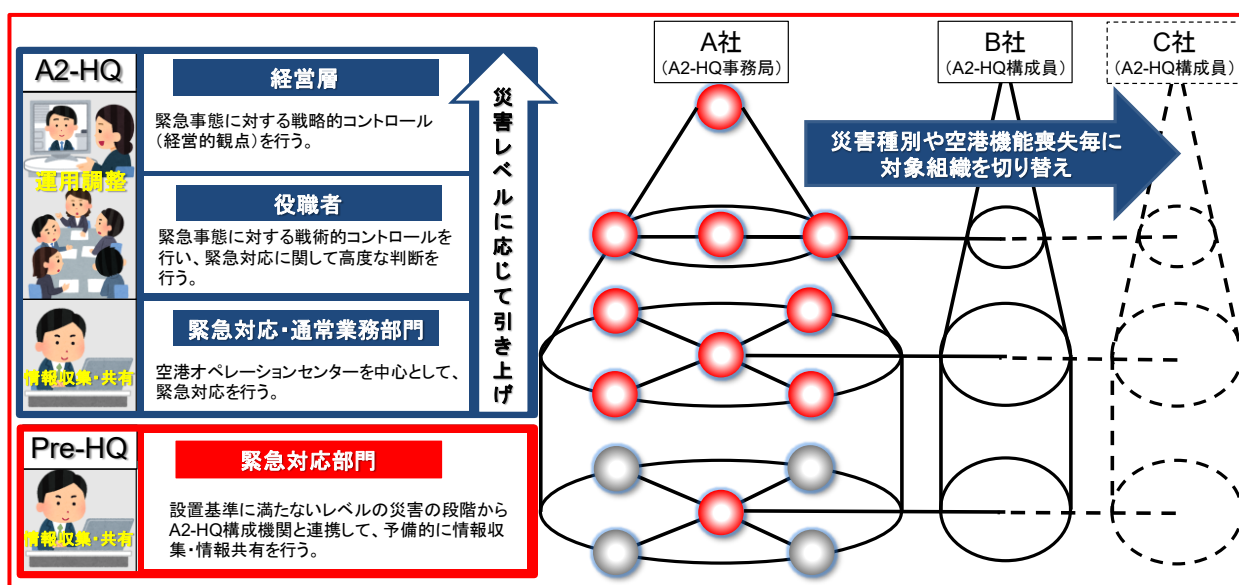 A2-HQ
運用調整
情報収集・共有
経営層
緊急事態に対する戦略的コントロール
（経営的観点）を行う。
役職者
緊急事態に対する戦術的コントロールを
行い、緊急対応に関して高度な判断を
行う。
緊急対応・通常業務部門
空港オペレーションセンターを中心として、
緊急対応を行う。
災害レベルに応じて引き上げ
Pre-HQ
情報収集・共有
緊急対応部門
設置基準に満たないレベルの災害の段階から
A2-HQ構成機関と連携して、予備的に情報収
集・情報共有を行う。
A社
（A2-HQ事務局）
B社
（A2-HQ構成員）
C社
（A2-HQ構成員）
災害種別や空港機能喪失毎に
対象組織を切り替え